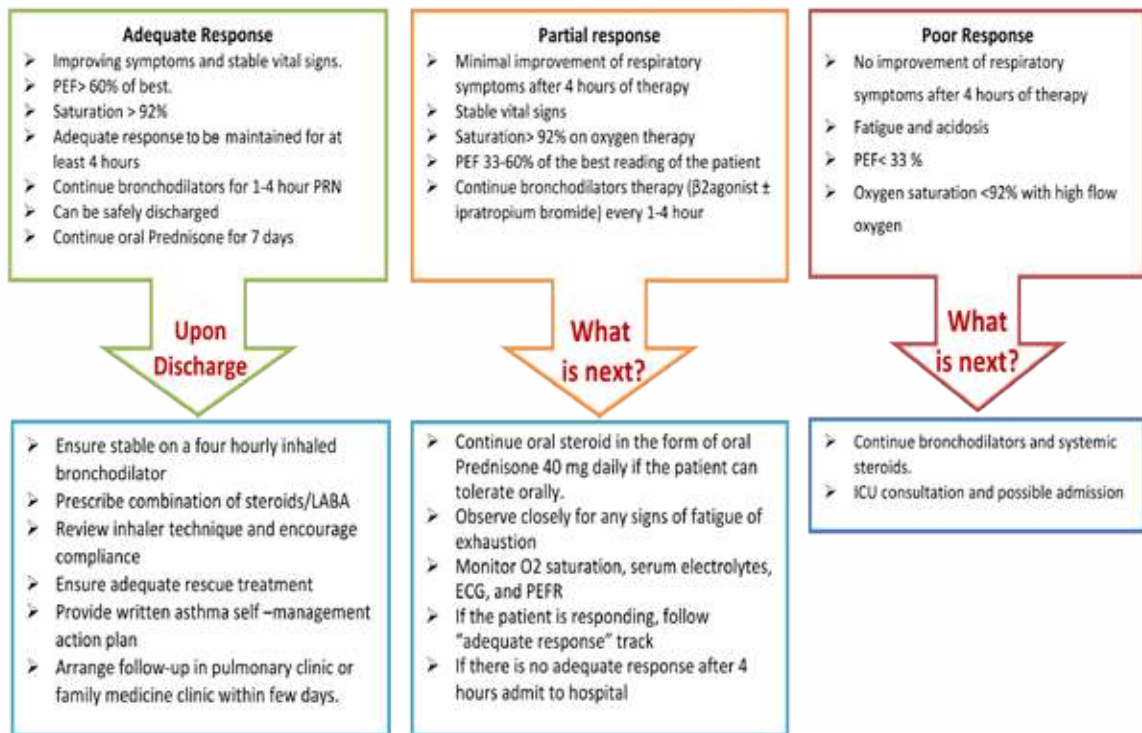 Adequate Response
➤ Improving symptoms and stable vital signs.
➤ PEF> 60% of best.
➤ Saturation > 92%
➤ Adequate response to be maintained for at
least 4 hours
➤ Continue bronchodilators for 1-4 hour PRN
➤ Can be safely discharged
➤ Continue oral Prednisone for 7 days
Upon
Discharge
➤ Ensure stable on a four hourly inhaled
bronchodilator
➤ Prescribe combination of steroids/LABA
➤ Review inhaler technique and encourage
compliance
➤ Ensure adequate rescue treatment
➤ Provide written asthma self –management
action plan
➤ Arrange follow-up in pulmonary clinic or
family medicine clinic within few days.
Partial response
➤ Minimal improvement of respiratory
symptoms after 4 hours of therapy
➤ Stable vital signs
➤ Saturation> 92% on oxygen therapy
➤ PEF 33-60% of the best reading of the patient
➤ Continue bronchodilators therapy (β2agonist ±
ipratropium bromide) every 1-4 hour
What
is next?
➤ Continue oral steroid in the form of oral
Prednisone 40 mg daily if the patient can
tolerate orally.
➤ Observe closely for any signs of fatigue of
exhaustion
➤ Monitor O2 saturation, serum electrolytes,
ECG, and PEFR
➤ If the patient is responding, follow
"adequate response" track
➤ If there is no adequate response after 4
hours admit to hospital
Poor Response
➤ No improvement of respiratory
symptoms after 4 hours of therapy
➤ Fatigue and acidosis
➤ PEF< 33 %
➤ Oxygen saturation <92% with high flow
oxygen
What
is next?
➤ Continue bronchodilators and systemic
steroids.
➤ ICU consultation and possible admission